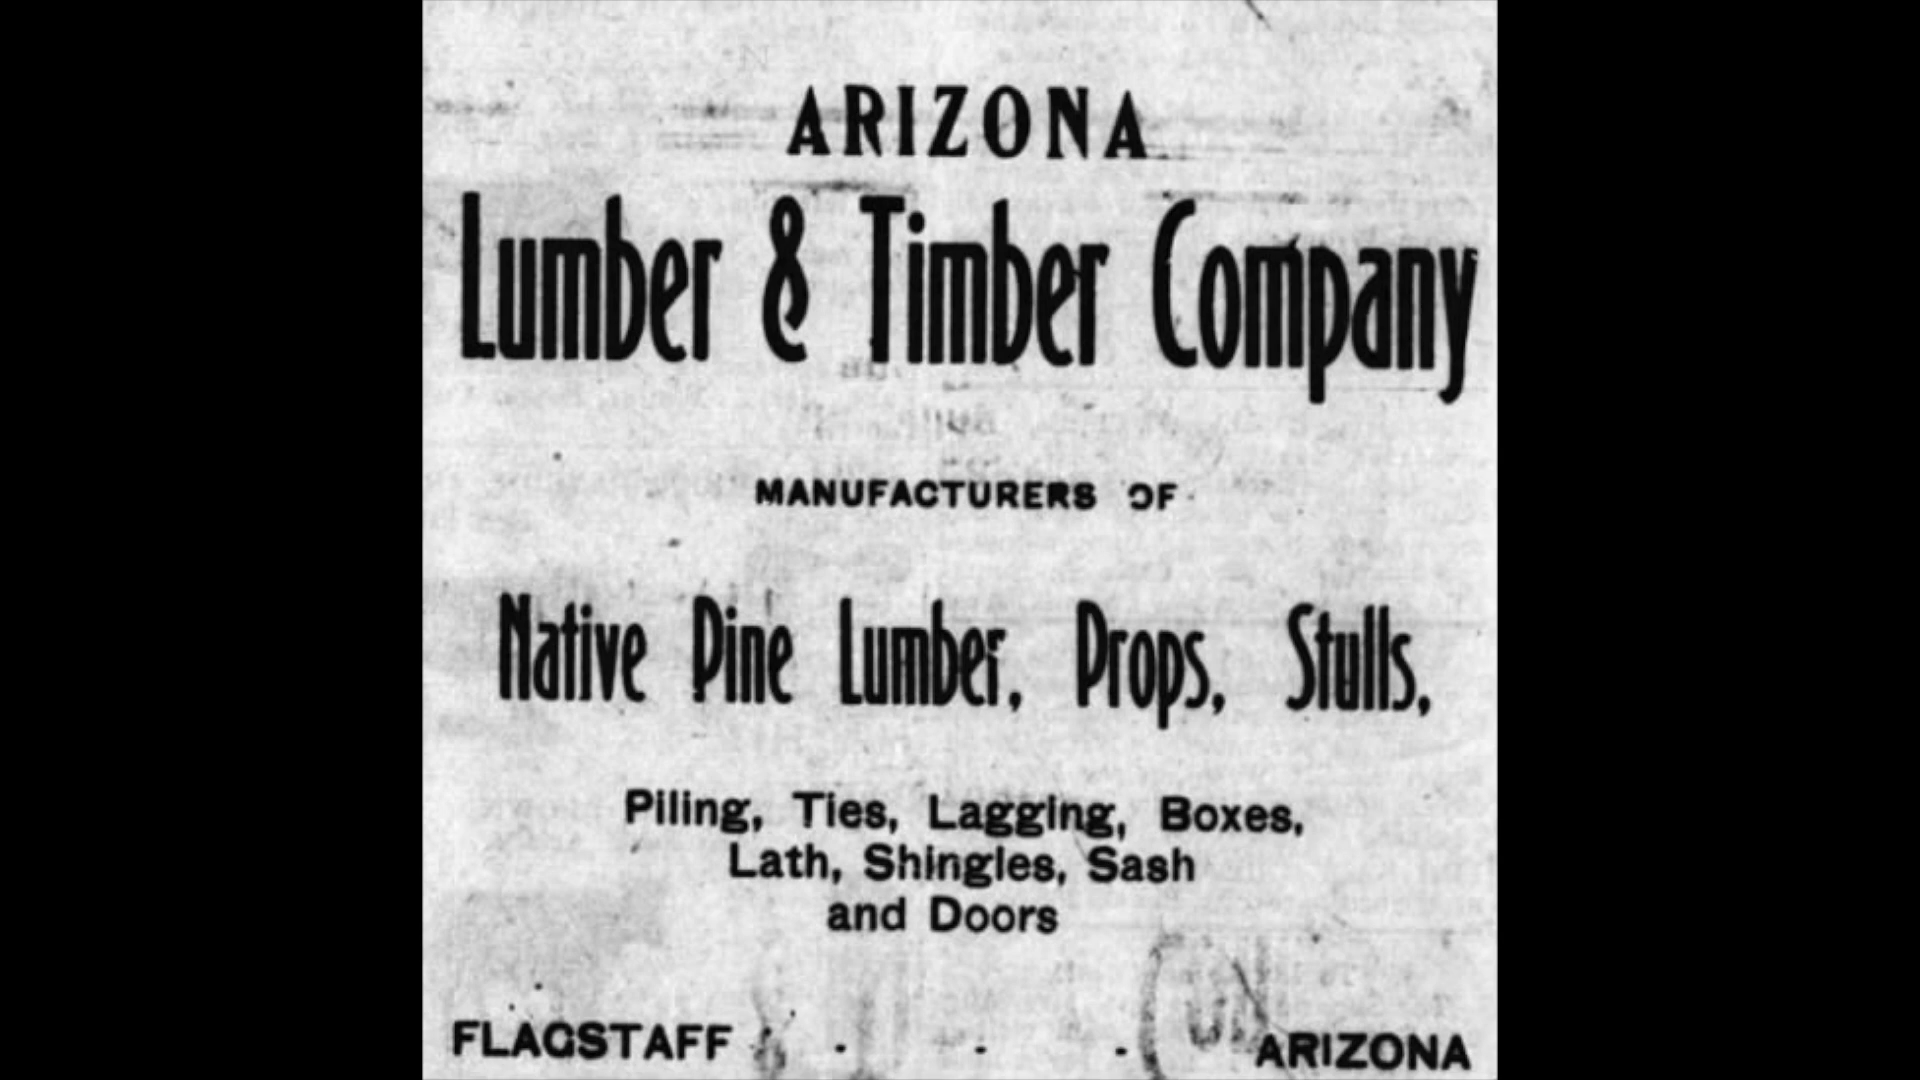 ARIZONA
Lumber & Timber Company
MANUFACTURERS OF
Native Pine Lumber, Props, Stulls,
Piling, Ties, Lagging, Boxes,
Lath, Shingles, Sash
and Doors
FLAGSTAFF - - - ARIZONA